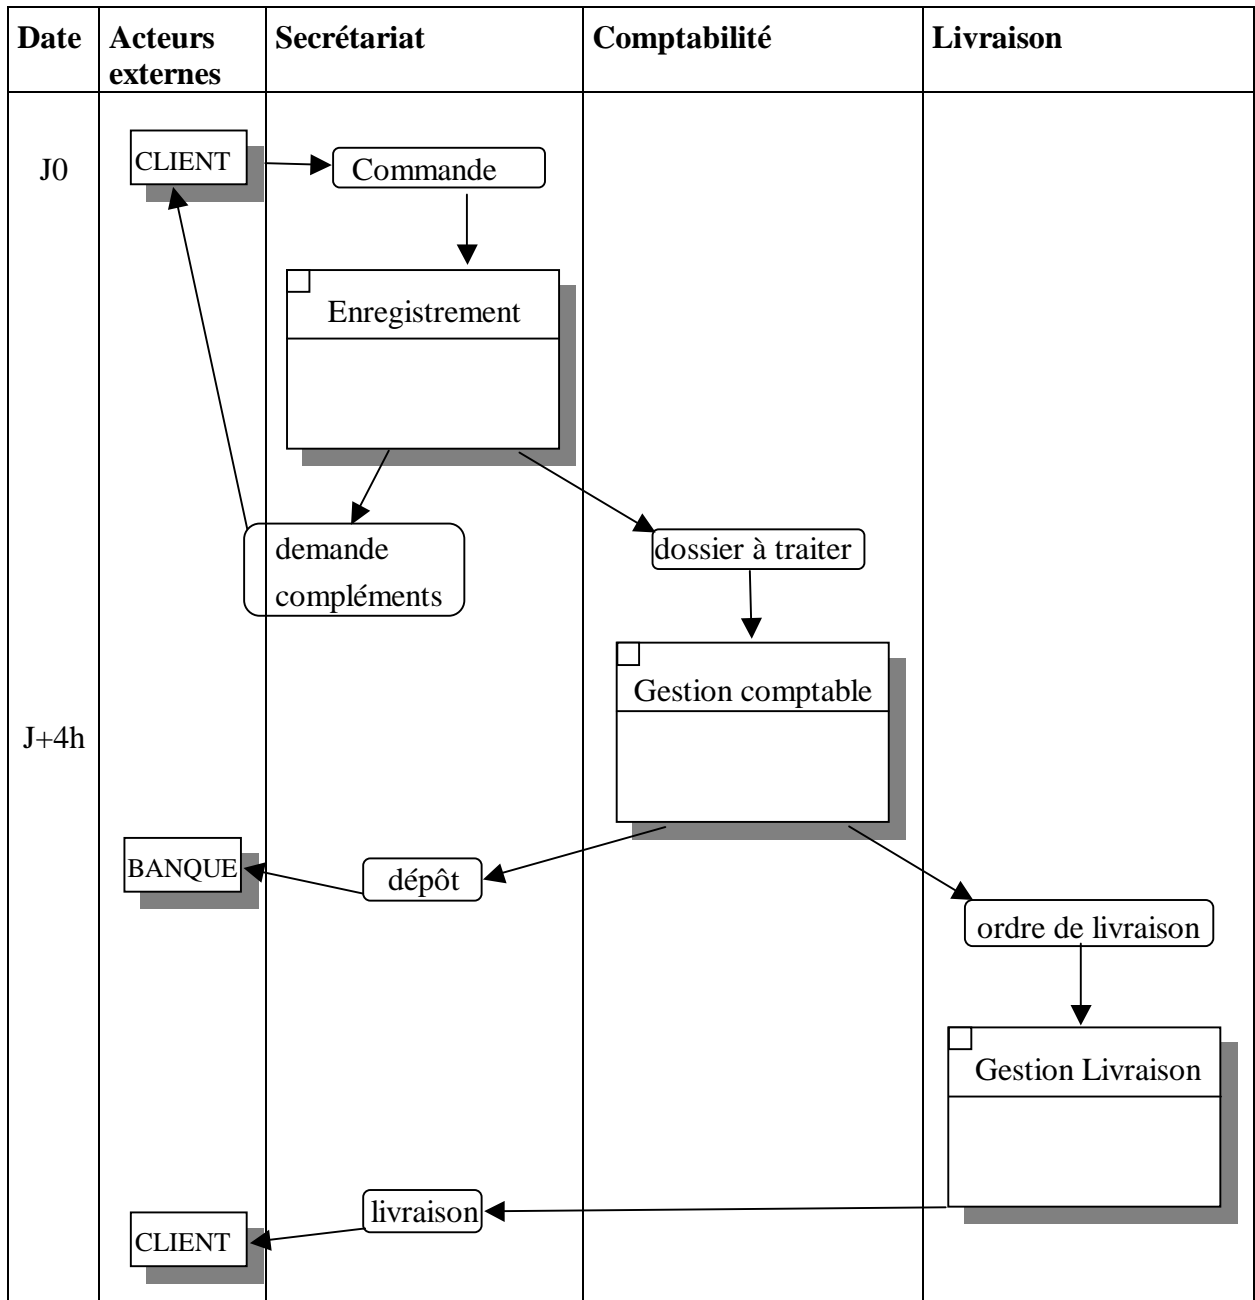 Date
Acteurs
externes
Secrétariat
Comptabilité
Livraison
J0
CLIENT
Commande
Enregistrement
demande
compléments
dossier à traiter
Gestion comptable
J+4h
BANQUE
dépôt
ordre de livraison
Gestion Livraison
livraison
CLIENT